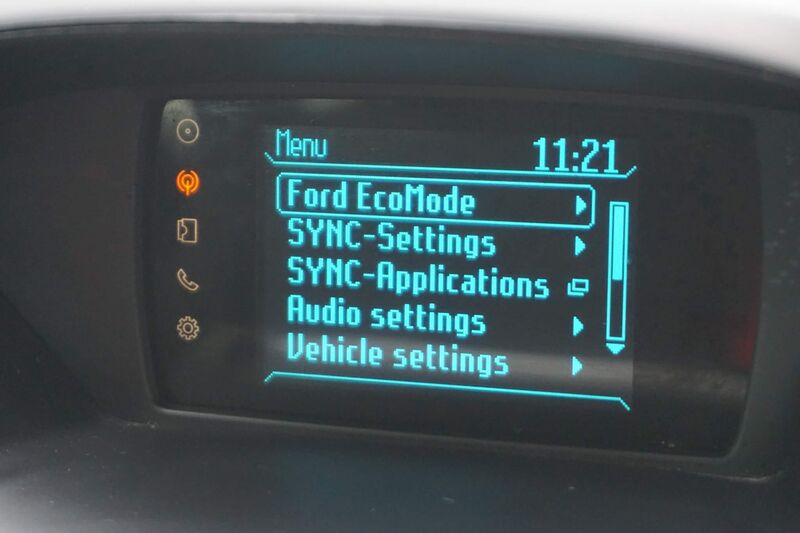 Menu 11:21
Ford EcoMode
SYNC-Settings
SYNC-Applications
Audio settings
Vehicle settings